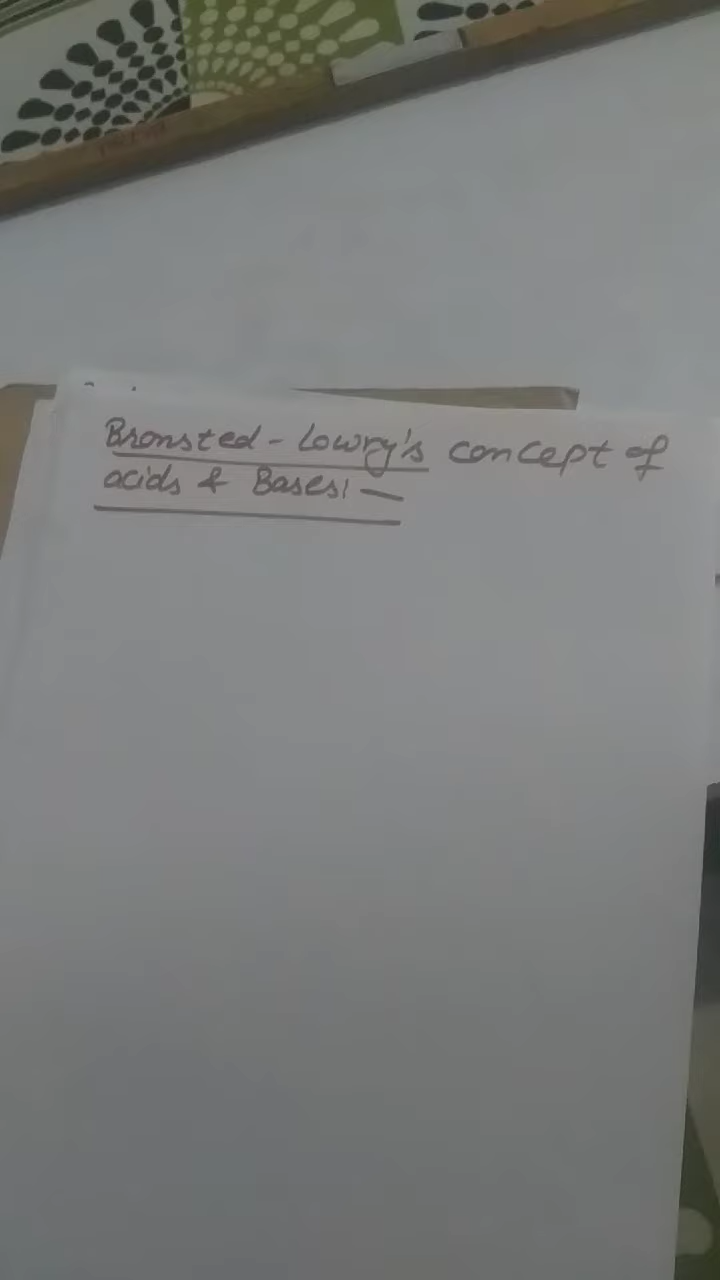 Bronsted - Lowry's concept of
acids & Bases! —